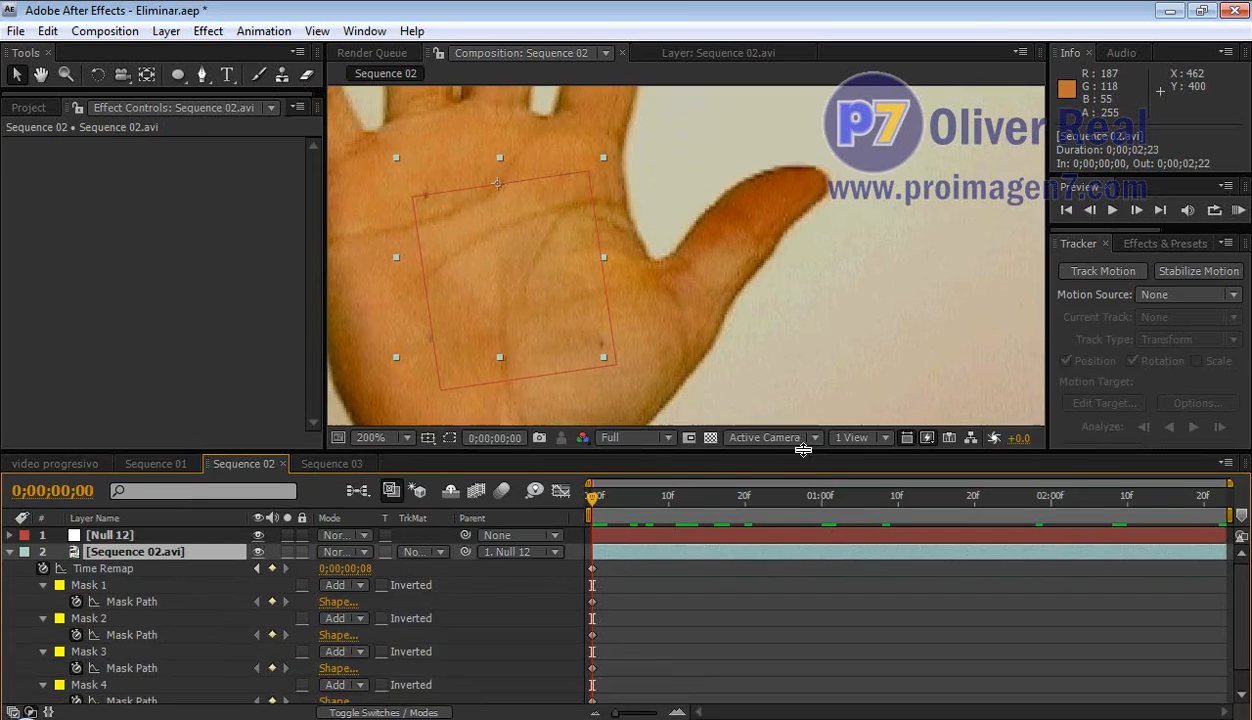 Adobe After Effects - Eliminar.aep *
File Edit Composition Layer Effect Animation View Window Help
Tools
Render Queue Composition: Sequence 02 Layer: Sequence 02.avi
Info Audio
Sequence 02
R : 187
G : 118
B : 55
A : 255
X : 462
Y : 400
Project Effect Controls: Sequence 02.avi
Sequence 02 • Sequence 02.avi
p7 Oliver Real
www.proimagen7.com
[Sequence 02.avi]
Duration: 0;00;02;23
In: 0;00;00;00, Out: 0;00;02;22
Preview
Tracker Effects & Presets
Track Motion Stabilize Motion
Motion Source: None
Current Track: None
Track Type: Transform
Position Rotation Scale
Motion Target:
Edit Target... Options...
Analyze:
200% 0;00;00;00 Full Active Camera 1 View +0.0
video progresivo Sequence 01 Sequence 02 Sequence 03
0;00;00;00
10f 20f 01:00f 10f 20f 02:00f 10f 20f
# Layer Name Mode T TrkMat Parent
1 [Null 12] Nor... None
2 [Sequence 02.avi] Nor... No... 1. Null 12
Time Remap 0;00;00;08
Mask 1 Add Inverted
Mask Path Shape...
Mask 2 Add Inverted
Mask Path Shape...
Mask 3 Add Inverted
Mask Path Shape...
Mask 4 Add Inverted
Mask Path Shape...
Toggle Switches / Modes